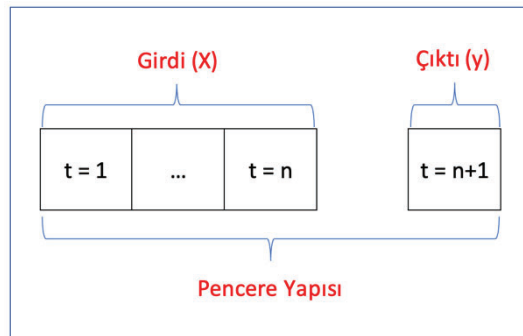 Girdi (X)
Çıktı (y)
t = 1
...
t = n
t = n+1
Pencere Yapısı